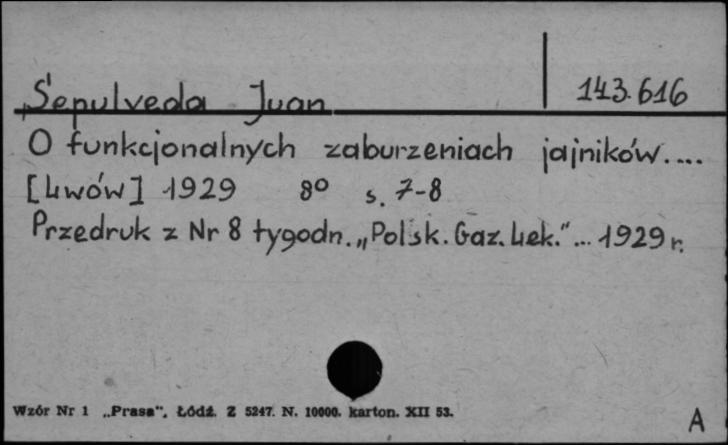 143.616
Sepulveda Juan
O funkcjonalnych zaburzeniach jajników....
[Lwów] 1929 8° s. 7-8
Przedruk z Nr 8 tygodn. „Polsk. Gaz. Lek."... 1929 r.
Wzór Nr 1 „Prasa", Łódź. Z 5247. N. 10000. karton. XII 53.
A